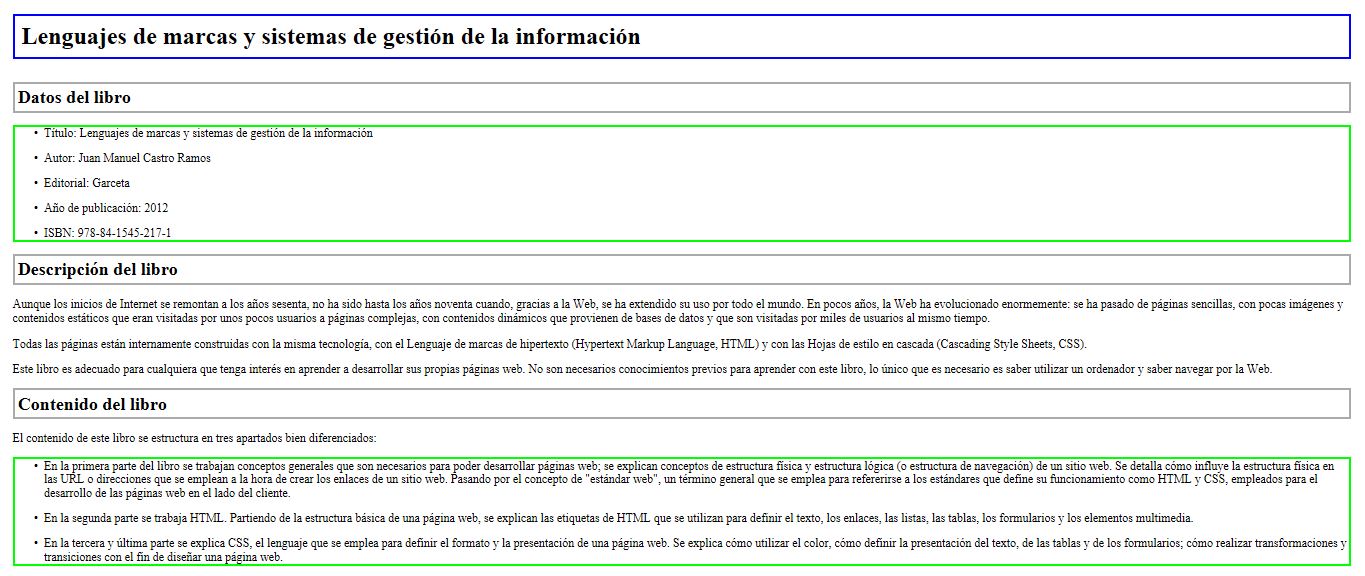 Lenguajes de marcas y sistemas de gestión de la información
Datos del libro
• Título: Lenguajes de marcas y sistemas de gestión de la información
• Autor: Juan Manuel Castro Ramos
• Editorial: Garceta
• Año de publicación: 2012
• ISBN: 978-84-1545-217-1
Descripción del libro
Aunque los inicios de Internet se remontan a los años sesenta, no ha sido hasta los años noventa cuando, gracias a la Web, se ha extendido su uso por todo el mundo. En pocos años, la Web ha evolucionado enormemente: se ha pasado de páginas sencillas, con pocas imágenes y
contenidos estáticos que eran visitadas por unos pocos usuarios a páginas complejas, con contenidos dinámicos que provienen de bases de datos y que son visitadas por miles de usuarios al mismo tiempo.
Todas las páginas están internamente construidas con la misma tecnología, con el Lenguaje de marcas de hipertexto (Hypertext Markup Language, HTML) y con las Hojas de estilo en cascada (Cascading Style Sheets, CSS).
Este libro es adecuado para cualquiera que tenga interés en aprender a desarrollar sus propias páginas web. No son necesarios conocimientos previos para aprender con este libro, lo único que es necesario es saber utilizar un ordenador y saber navegar por la Web.
Contenido del libro
El contenido de este libro se estructura en tres apartados bien diferenciados:
• En la primera parte del libro se trabajan conceptos generales que son necesarios para poder desarrollar páginas web; se explican conceptos de estructura física y estructura lógica (o estructura de navegación) de un sitio web. Se detalla cómo influye la estructura física en
las URL o direcciones que se emplean a la hora de crear los enlaces de un sitio web. Pasando por el concepto de "estándar web", un término general que se emplea para refererirse a los estándares que define su funcionamiento como HTML y CSS, empleados para el
desarrollo de las páginas web en el lado del cliente.
• En la segunda parte se trabaja HTML. Partiendo de la estructura básica de una página web, se explican las etiquetas de HTML que se utilizan para definir el texto, los enlaces, las listas, las tablas, los formularios y los elementos multimedia.
• En la tercera y última parte se explica CSS, el lenguaje que se emplea para definir el formato y la presentación de una página web. Se explica cómo utilizar el color, cómo definir la presentación del texto, de las tablas y de los formularios; cómo realizar transformaciones y
transiciones con el fín de diseñar una página web.